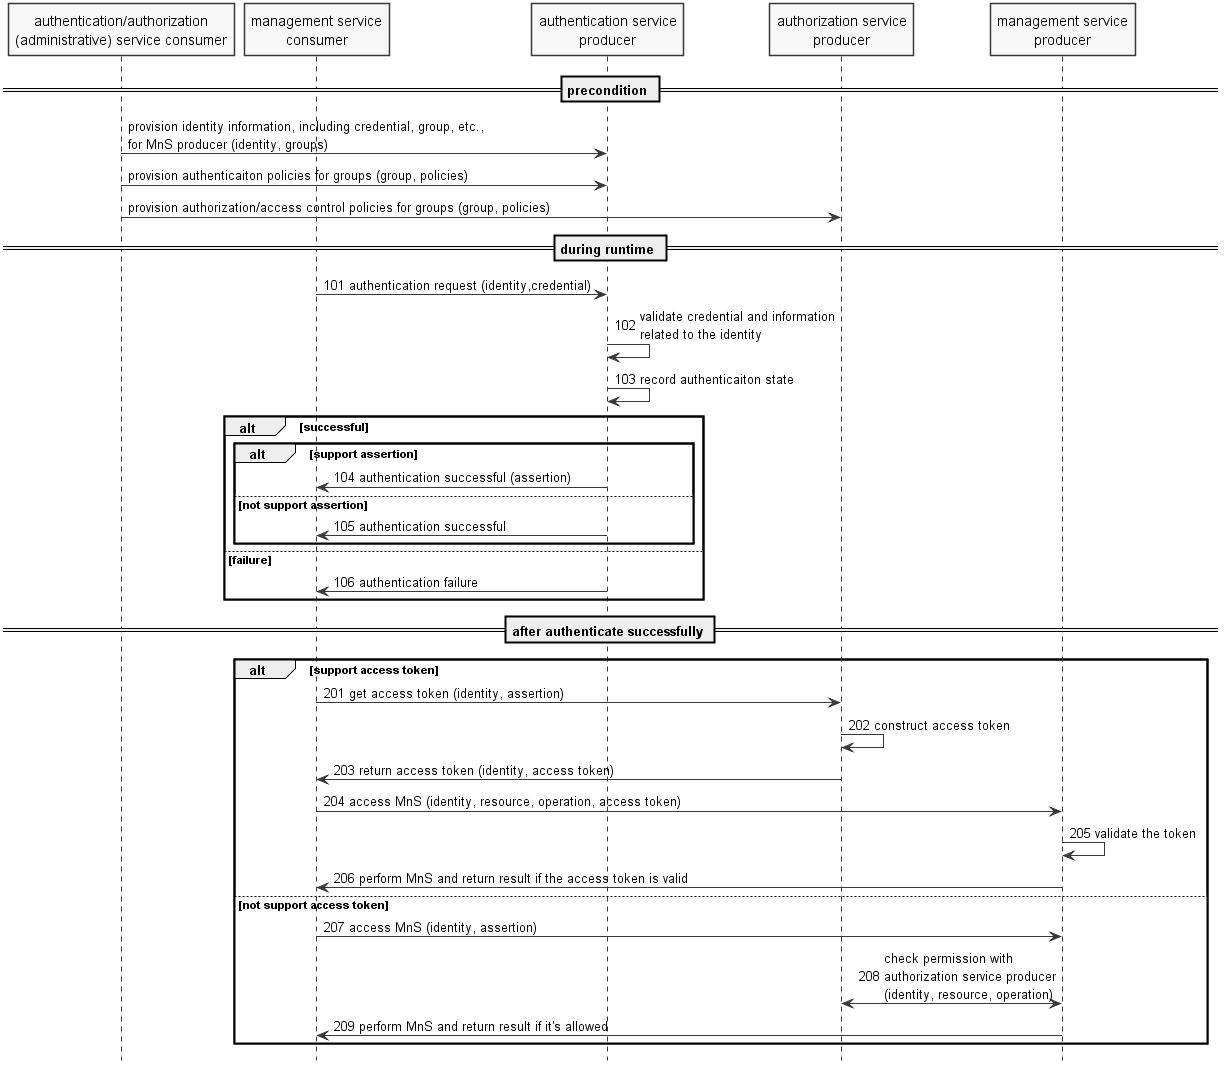 authentication/authorization
(administrative) service consumer
management service
consumer
authentication service
producer
authorization service
producer
management service
producer
precondition
provision identity information, including credential, group, etc.,
for MnS producer (identity, groups)
provision authenticaiton policies for groups (group, policies)
provision authorization/access control policies for groups (group, policies)
during runtime
101 authentication request (identity,credential)
validate credential and information
102
related to the identity
103 record authenticaiton state
alt [successful]
alt [support assertion]
104 authentication successful (assertion)
[not support assertion]
105 authentication successful
[failure]
106 authentication failure
after authenticate successfully
alt [support access token]
201 get access token (identity, assertion)
202 construct access token
203 return access token (identity, access token)
204 access MnS (identity, resource, operation, access token)
205 validate the token
206 perform MnS and return result if the access token is valid
[not support access token]
207 access MnS (identity, assertion)
check permission with
208 authorization service producer
(identity, resource, operation)
209 perform MnS and return result if it's allowed